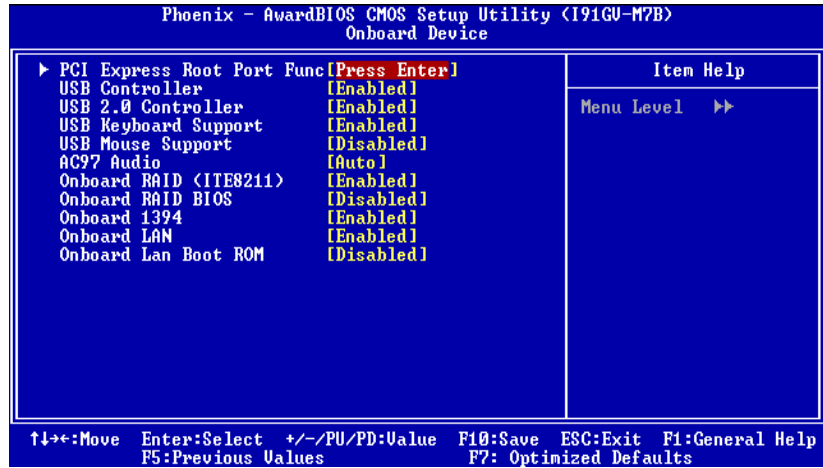 Phoenix - AwardBIOS CMOS Setup Utility (I91GV-M7B)
Onboard Device
▶ PCI Express Root Port Func[Press Enter]
Item Help
USB Controller [Enabled]
USB 2.0 Controller [Enabled]
Menu Level ▶▶
USB Keyboard Support [Enabled]
USB Mouse Support [Disabled]
AC97 Audio [Auto]
Onboard RAID (ITE8211) [Enabled]
Onboard RAID BIOS [Disabled]
Onboard 1394 [Enabled]
Onboard LAN [Enabled]
Onboard Lan Boot ROM [Disabled]
↑↓→←:Move Enter:Select +/-/PU/PD:Value F10:Save ESC:Exit F1:General Help
F5:Previous Values F7: Optimized Defaults